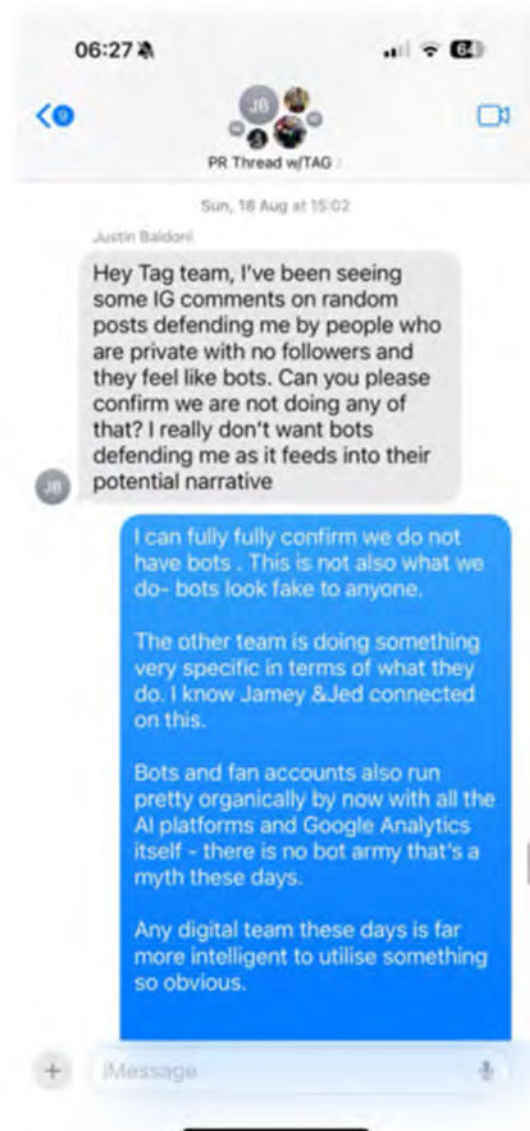 06:27
64
9
JB
PR Thread w/TAG
Sun, 18 Aug at 15:02
Justin Baldoni
Hey Tag team, I've been seeing
some IG comments on random
posts defending me by people who
are private with no followers and
they feel like bots. Can you please
confirm we are not doing any of
that? I really don't want bots
defending me as it feeds into their
potential narrative
JB
I can fully fully confirm we do not
have bots . This is not also what we
do- bots look fake to anyone.
The other team is doing something
very specific in terms of what they
do. I know Jamey &Jed connected
on this.
Bots and fan accounts also run
pretty organically by now with all the
AI platforms and Google Analytics
itself - there is no bot army that's a
myth these days.
Any digital team these days is far
more intelligent to utilise something
so obvious.
iMessage